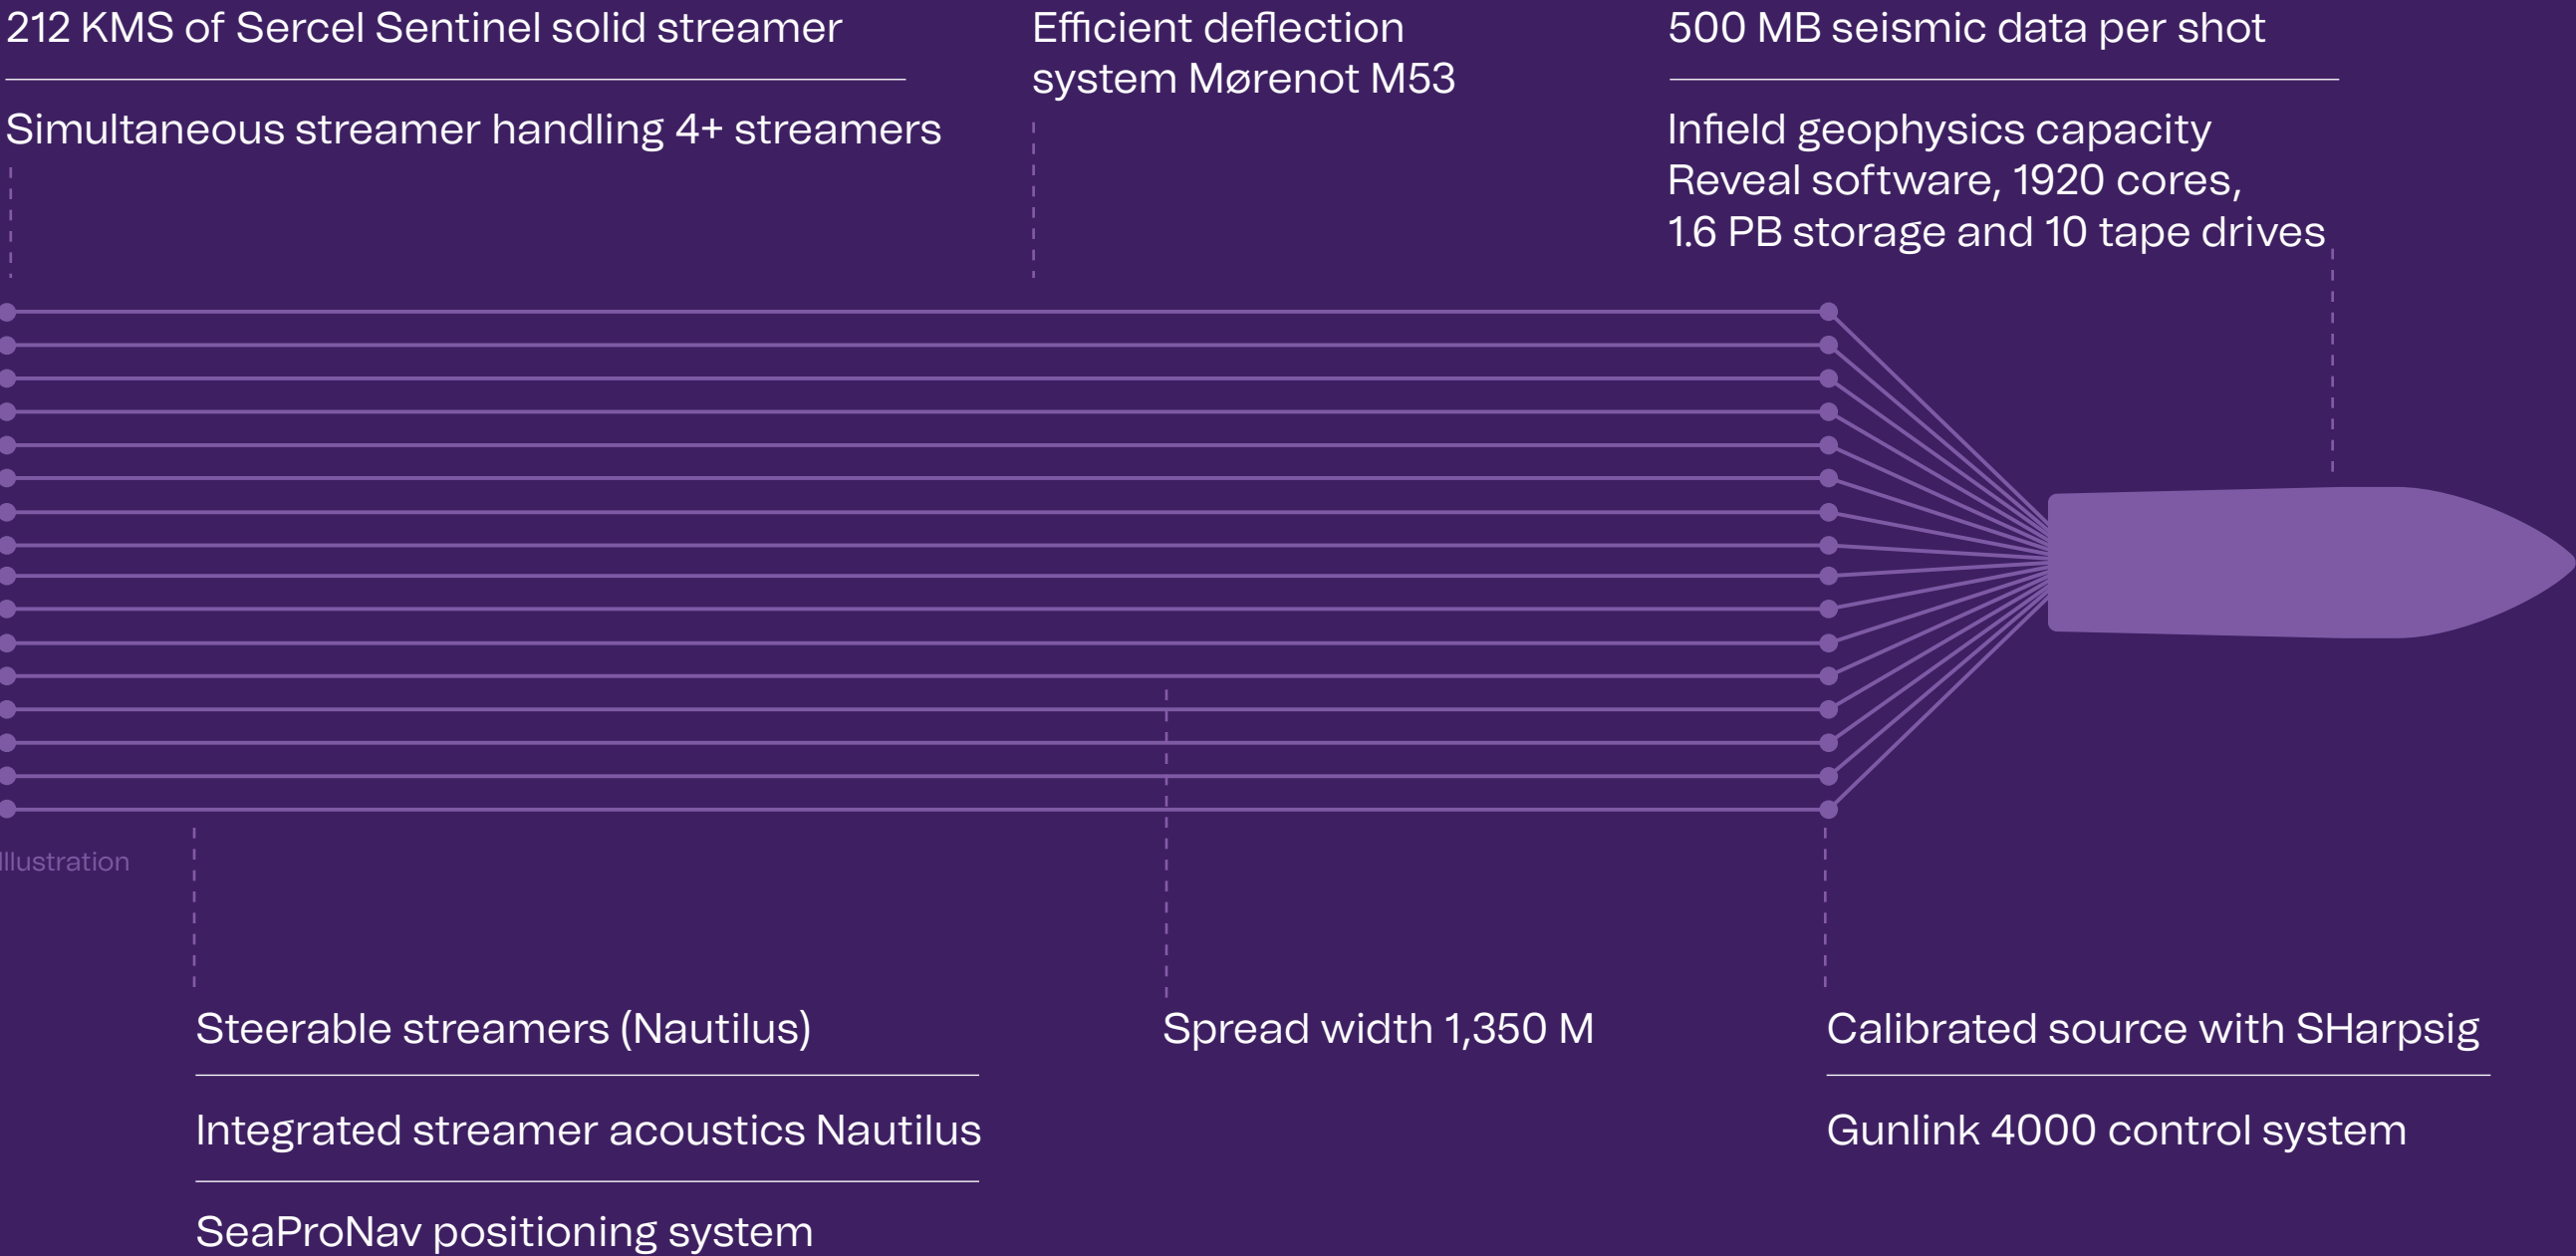 212 KMS of Sercel Sentinel solid streamer
Simultaneous streamer handling 4+ streamers
Efficient deflection
system Mørenot M53
500 MB seismic data per shot
Infield geophysics capacity
Reveal software, 1920 cores,
1.6 PB storage and 10 tape drives
Illustration
Steerable streamers (Nautilus)
Integrated streamer acoustics Nautilus
SeaProNav positioning system
Spread width 1,350 M
Calibrated source with SHarpsig
Gunlink 4000 control system